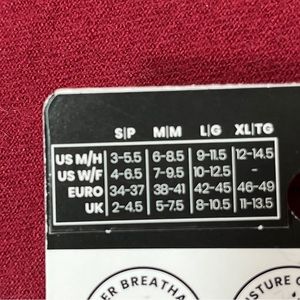 S|P M|M L|G XL|TG
US M/H 3-5.5 6-8.5 9-11.5 12-14.5
US W/F 4-6.5 7-9.5 10-12.5 -
EURO 34-37 38-41 42-45 46-49
UK 2-4.5 5-7.5 8-10.5 11-13.5